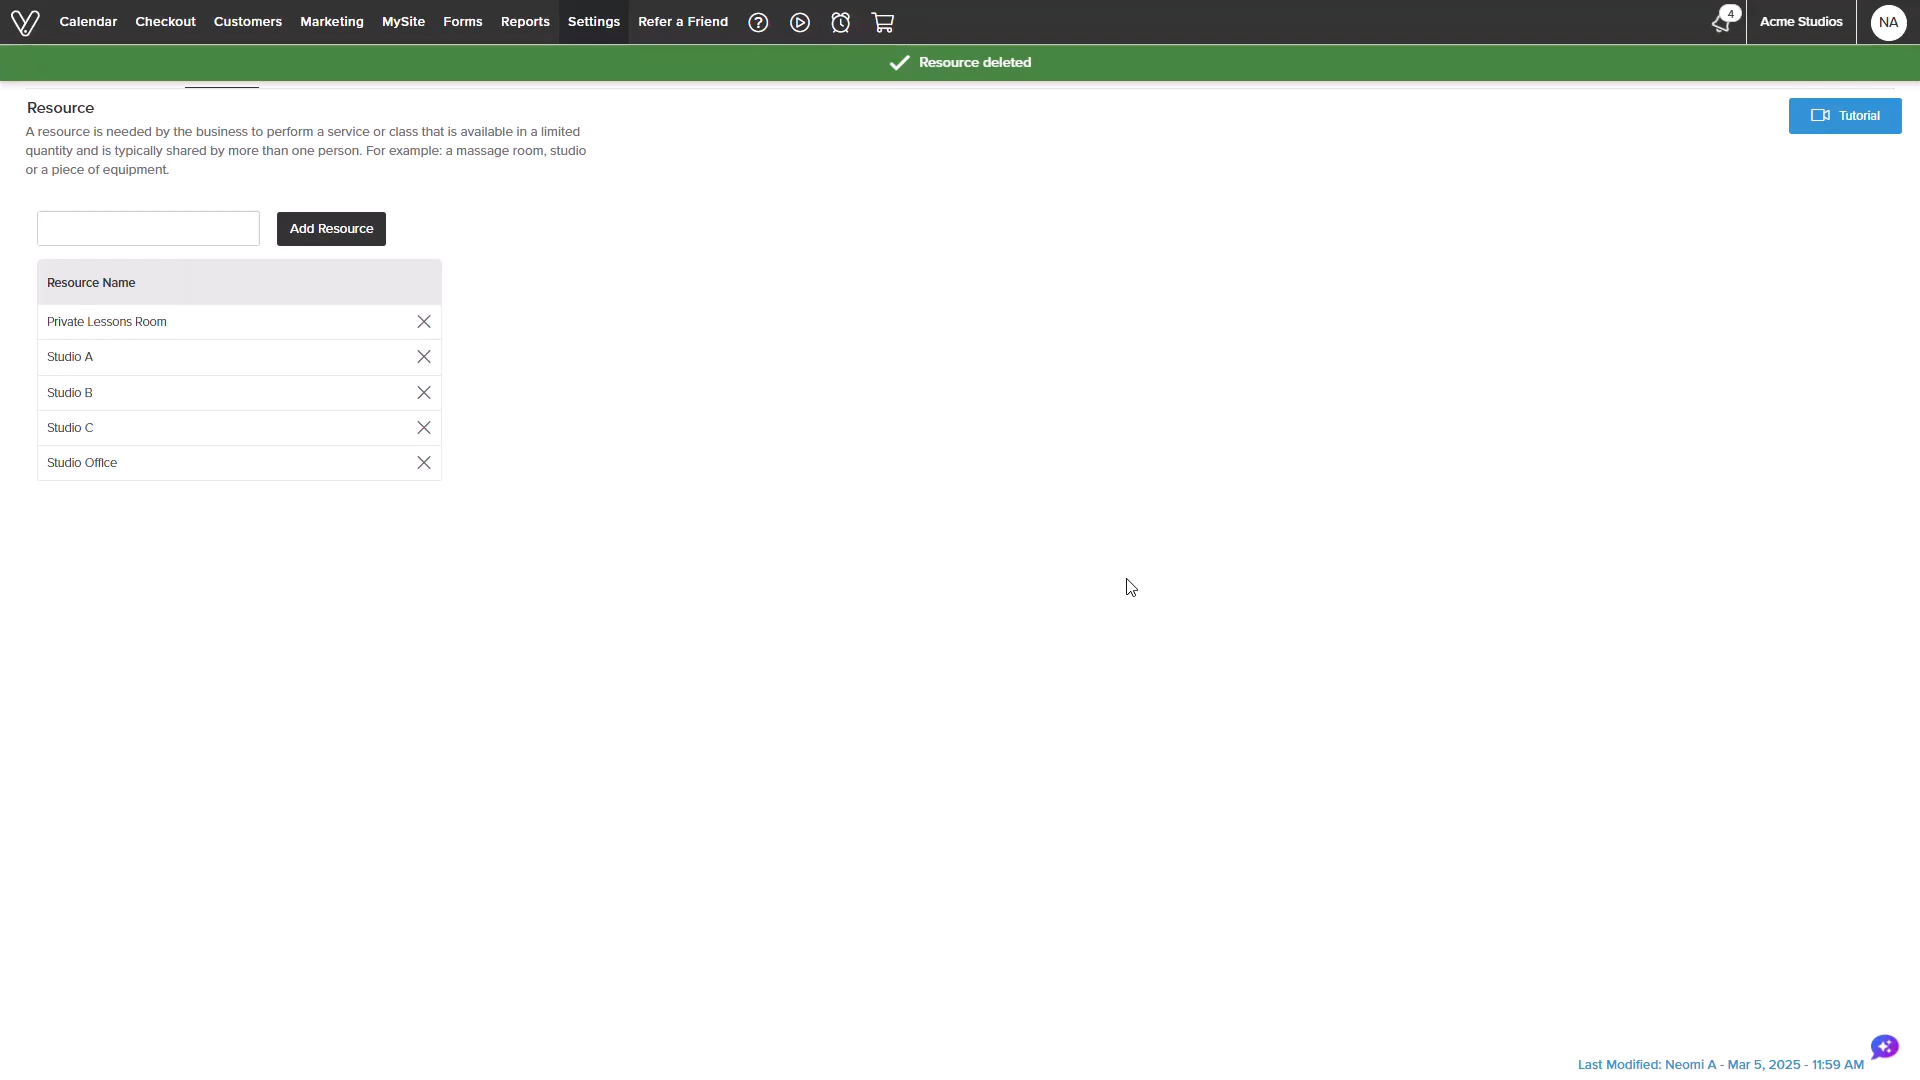 Calendar Checkout Customers Marketing MySite Forms Reports Settings Refer a Friend ? 4 Acme Studios NA
Resource deleted
Resource
Tutorial
A resource is needed by the business to perform a service or class that is available in a limited
quantity and is typically shared by more than one person. For example: a massage room, studio
or a piece of equipment.
Add Resource
Resource Name
Private Lessons Room
Studio A
Studio B
Studio C
Studio Office
Last Modified: Neomi A - Mar 5, 2025 - 11:59 AM